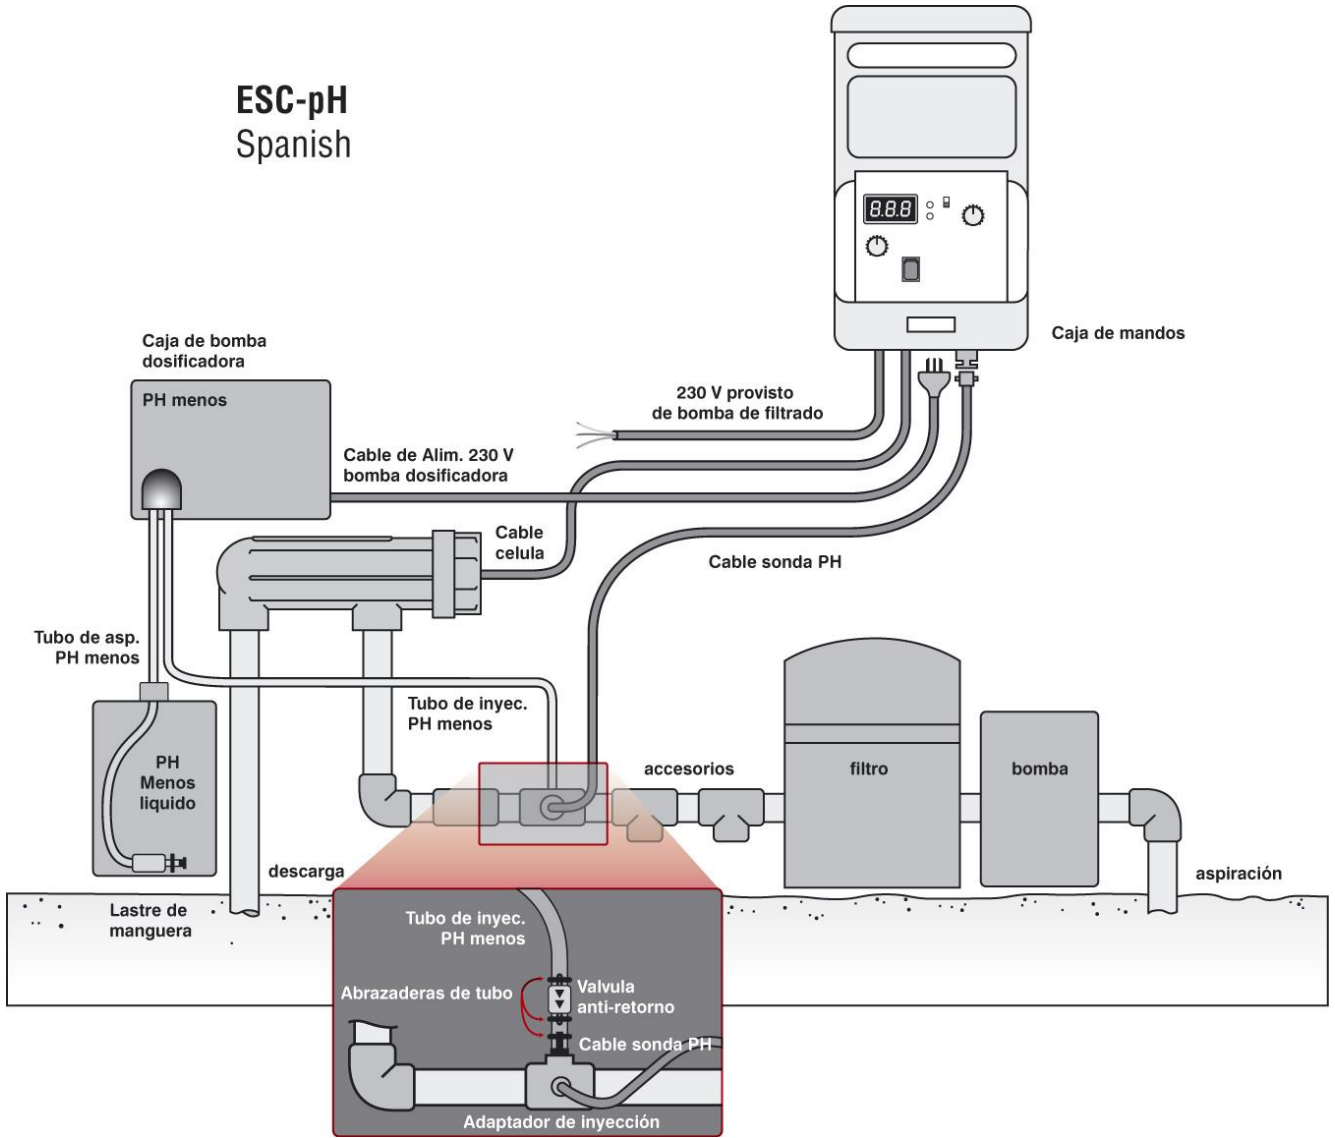 ESC-pH
Spanish
8.8.8
Caja de mandos
Caja de bomba
dosificadora
PH menos
230 V provisto
de bomba de filtrado
Cable de Alim. 230 V
bomba dosificadora
Cable
celula
Cable sonda PH
Tubo de asp.
PH menos
Tubo de inyec.
PH menos
PH
Menos
liquido
accesorios
filtro
bomba
descarga
aspiración
Lastre de
manguera
Tubo de inyec.
PH menos
Abrazaderas de tubo
Valvula
anti-retorno
Cable sonda PH
Adaptador de inyección